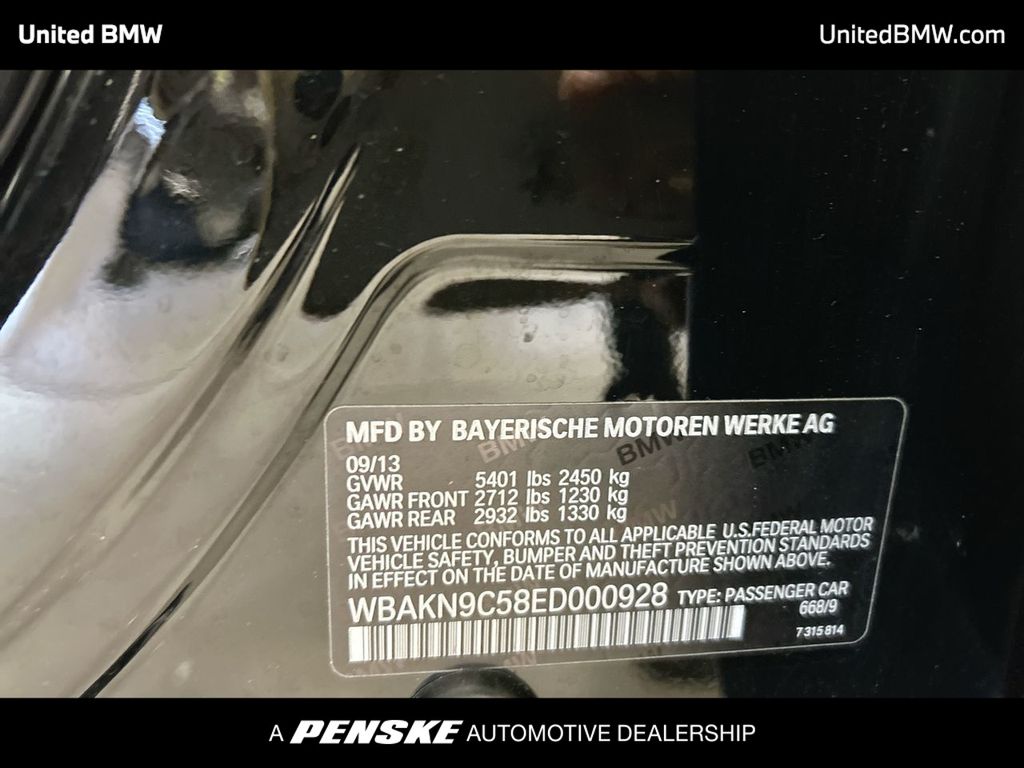 United BMW
UnitedBMW.com
MFD BY BAYERISCHE MOTOREN WERKE AG
09/13
GVWR 5401 lbs 2450 kg
GAWR FRONT 2712 lbs 1230 kg
GAWR REAR 2932 lbs 1330 kg
THIS VEHICLE CONFORMS TO ALL APPLICABLE U.S.FEDERAL MOTOR
VEHICLE SAFETY, BUMPER AND THEFT PREVENTION STANDARDS
IN EFFECT ON THE DATE OF MANUFACTURE SHOWN ABOVE.
WBAKN9C58ED000928 TYPE: PASSENGER CAR
668/9
7 315 814
A PENSKE AUTOMOTIVE DEALERSHIP